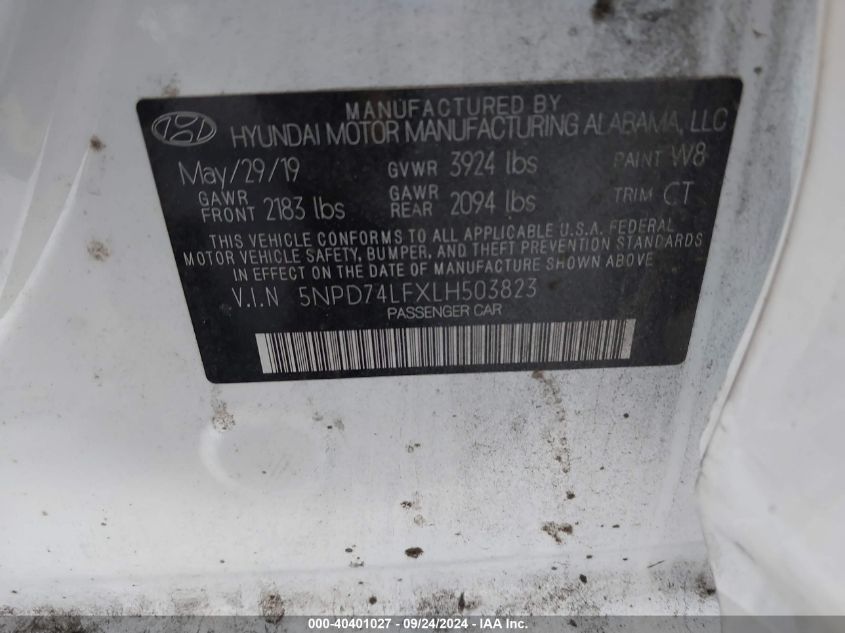 MANUFACTURED BY
HYUNDAI MOTOR MANUFACTURING ALABAMA, LLC
May/29/19 GVWR 3924 lbs PAINT W8
GAWR FRONT 2183 lbs GAWR REAR 2094 lbs TRIM CT
THIS VEHICLE CONFORMS TO ALL APPLICABLE U.S.A. FEDERAL
MOTOR VEHICLE SAFETY, BUMPER, AND THEFT PREVENTION STANDARDS
IN EFFECT ON THE DATE OF MANUFACTURE SHOWN ABOVE
V.I.N 5NPD74LFXLH503823
PASSENGER CAR
000-40401027 - 09/24/2024 - IAA Inc.